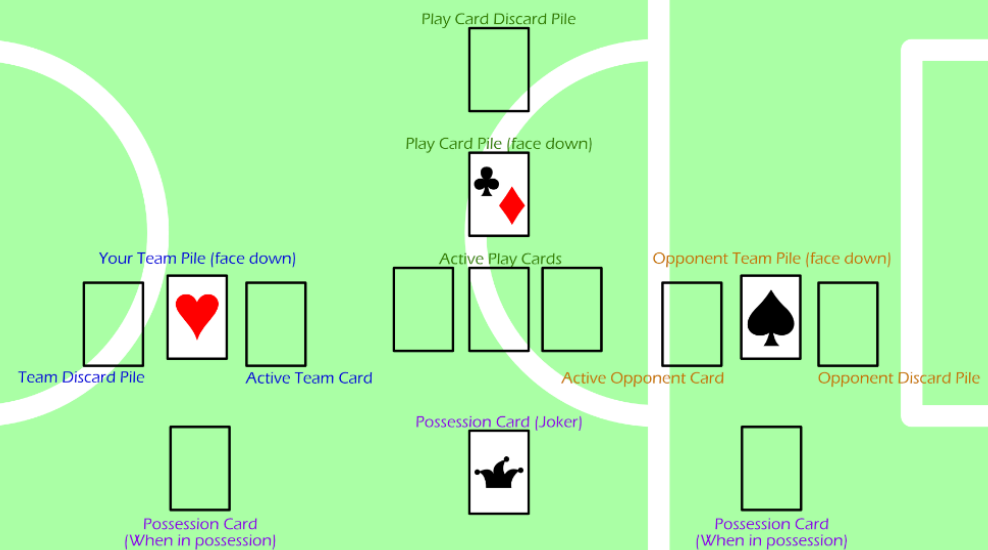 Play Card Discard Pile
Play Card Pile (face down)
Your Team Pile (face down)
Active Play Cards
Opponent Team Pile (face down)
Team Discard Pile
Active Team Card
Active Opponent Card
Opponent Discard Pile
Possession Card (Joker)
Possession Card
(When in possession)
Possession Card
(When in possession)